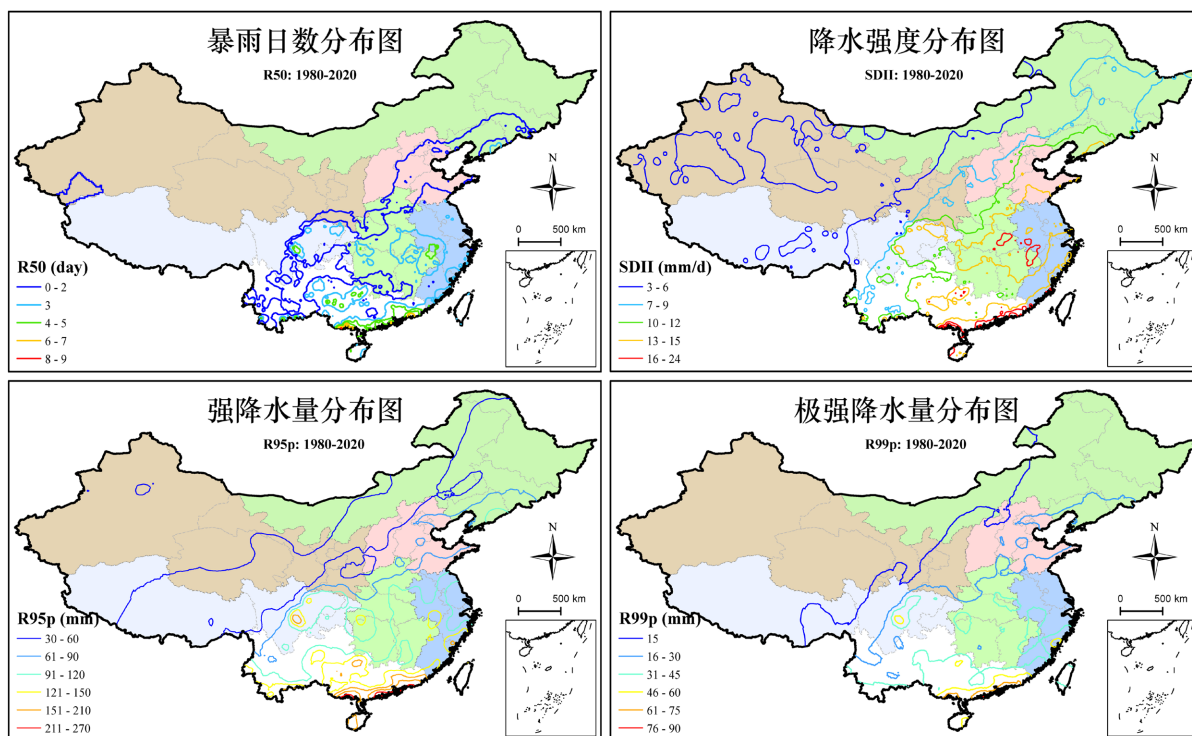 暴雨日数分布图
R50: 1980-2020
N
0 500 km
R50 (day)
0 - 2
3
4 - 5
6 - 7
8 - 9
降水强度分布图
SDII: 1980-2020
N
0 500 km
SDII (mm/d)
3 - 6
7 - 9
10 - 12
13 - 15
16 - 24
强降水量分布图
R95p: 1980-2020
N
0 500 km
R95p (mm)
30 - 60
61 - 90
91 - 120
121 - 150
151 - 210
211 - 270
极强降水量分布图
R99p: 1980-2020
N
0 500 km
R99p (mm)
15
16 - 30
31 - 45
46 - 60
61 - 75
76 - 90